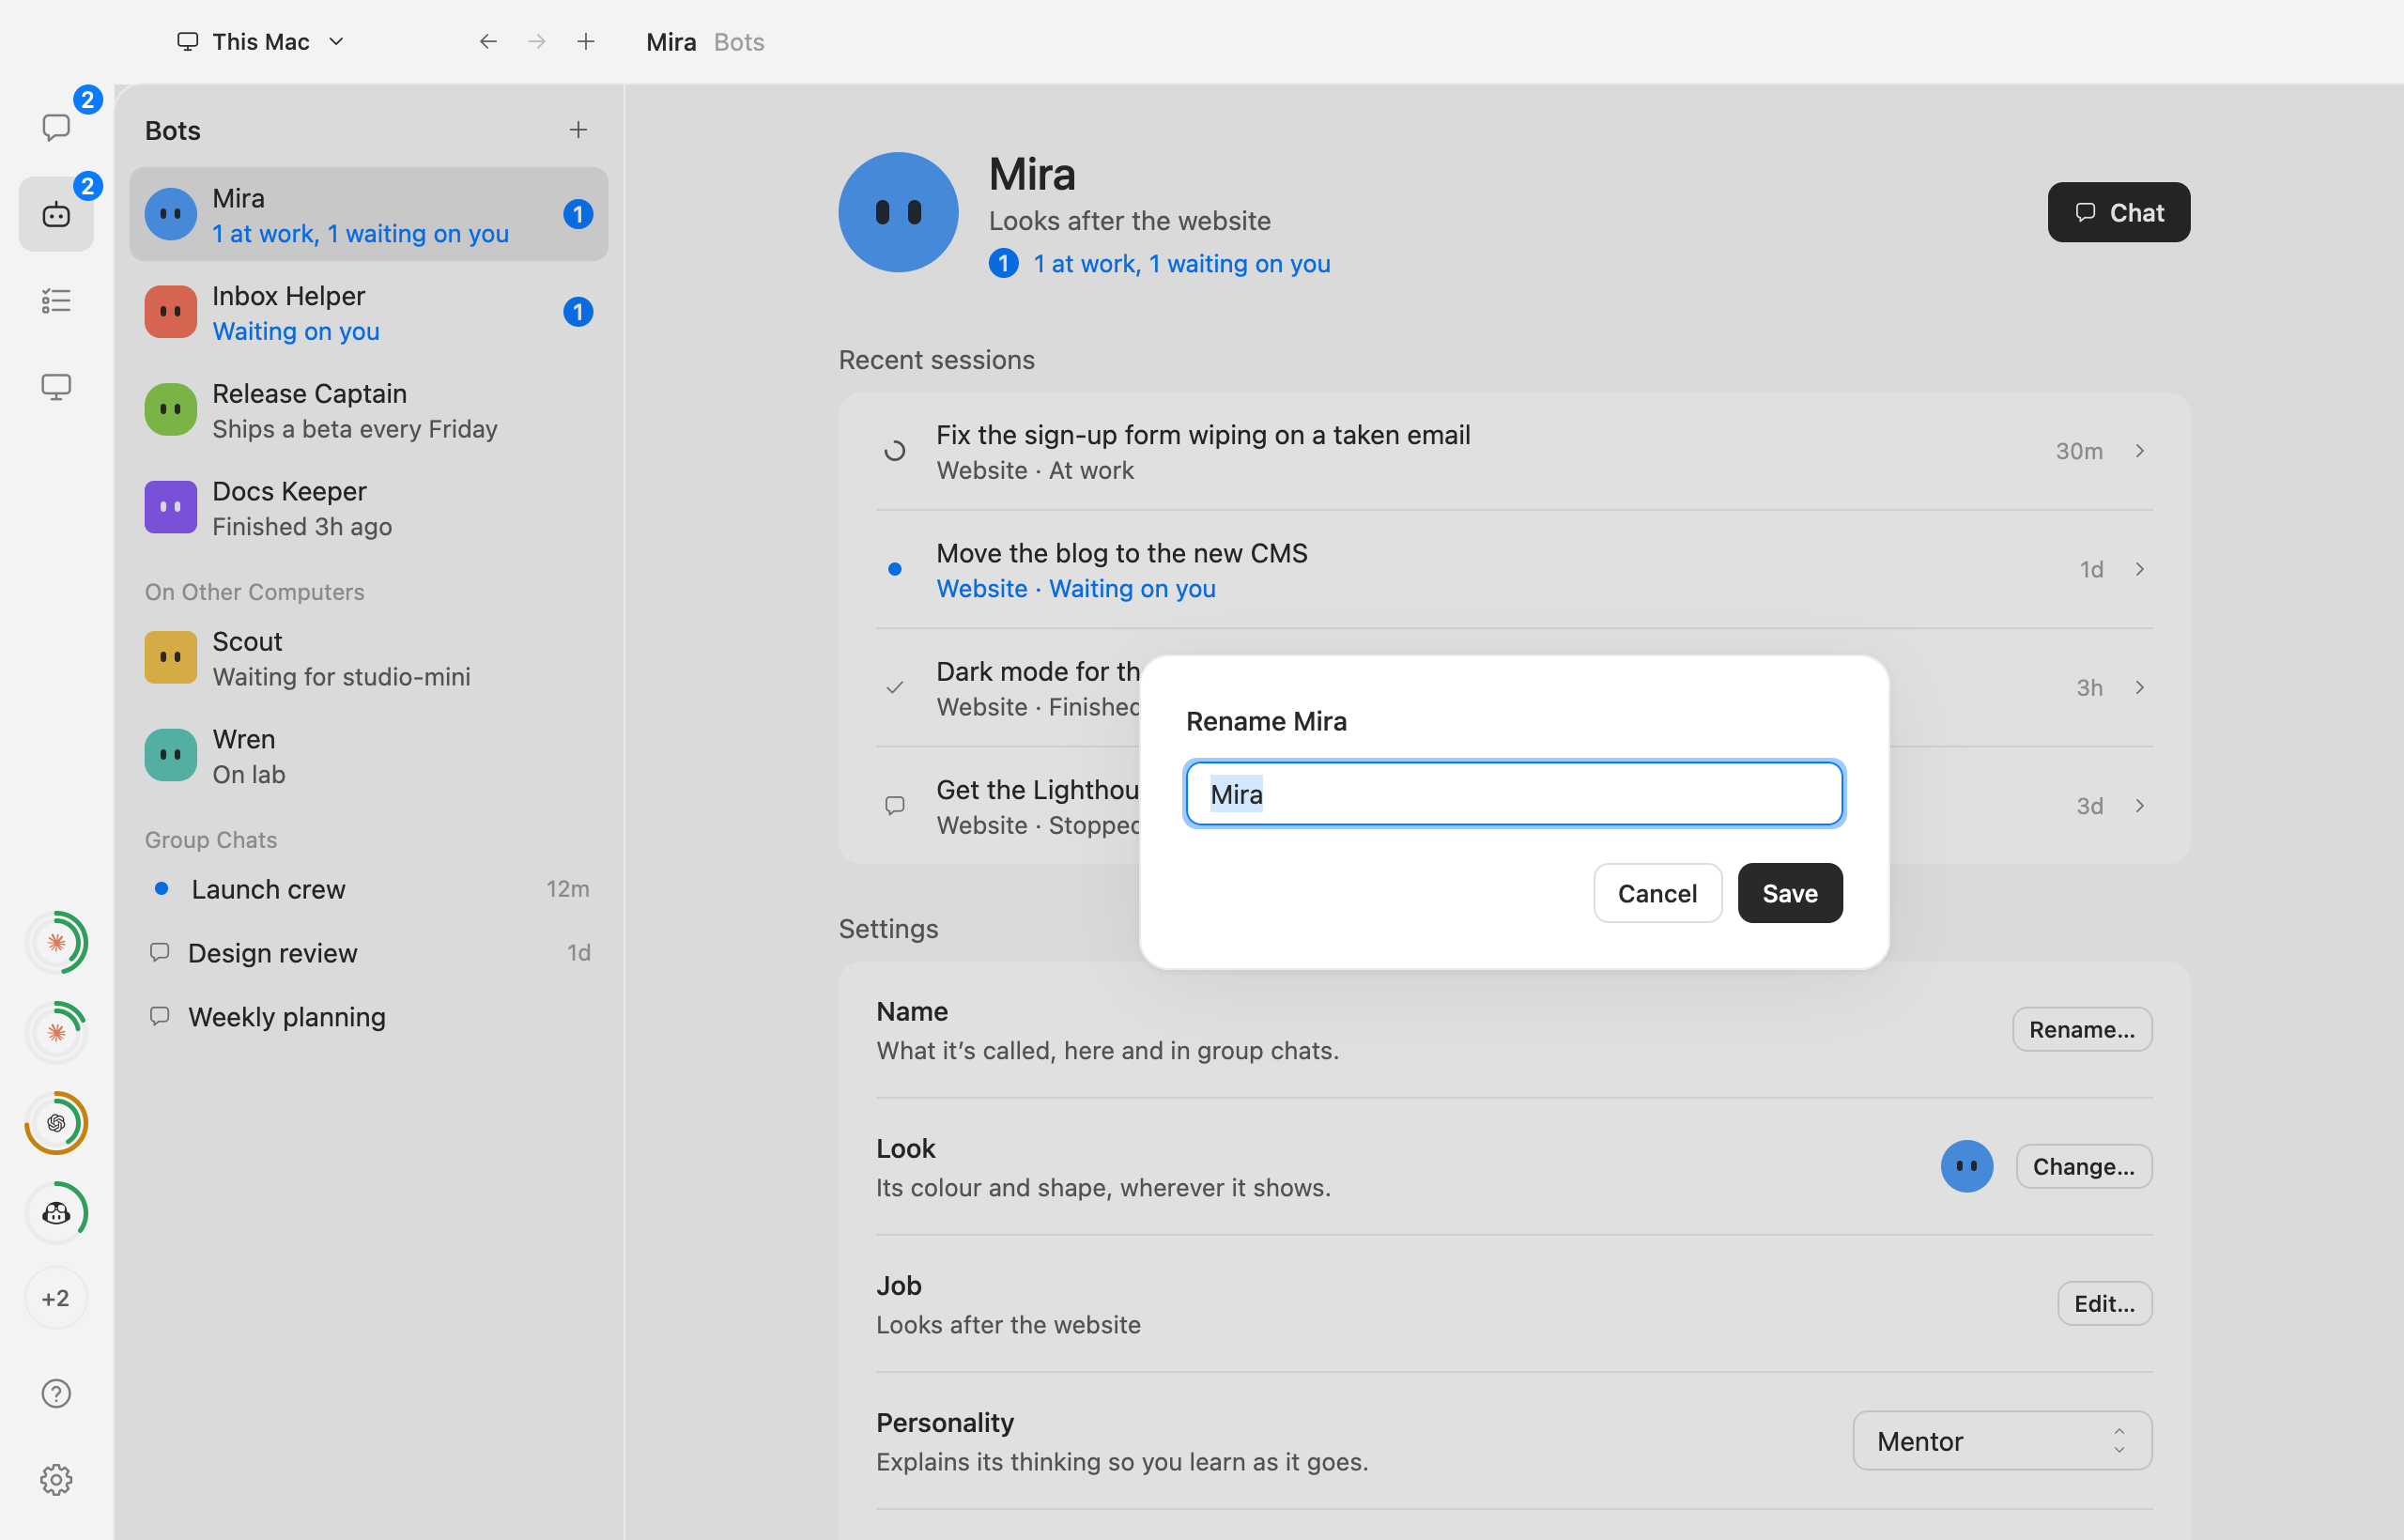 This Mac
Mira Bots
2
2
Bots
Mira
1 at work, 1 waiting on you
1
Inbox Helper
Waiting on you
1
Release Captain
Ships a beta every Friday
Docs Keeper
Finished 3h ago
On Other Computers
Scout
Waiting for studio-mini
Wren
On lab
Group Chats
Launch crew 12m
Design review 1d
Weekly planning
+2
Mira
Looks after the website
1 1 at work, 1 waiting on you
Chat
Recent sessions
Fix the sign-up form wiping on a taken email
Website · At work
30m
Move the blog to the new CMS
Website · Waiting on you
1d
Dark mode for th
Website · Finished
3h
Get the Lighthou
Website · Stopped
3d
Rename Mira
Mira
Cancel Save
Settings
Name
What it’s called, here and in group chats.
Rename...
Look
Its colour and shape, wherever it shows.
Change...
Job
Looks after the website
Edit...
Personality
Explains its thinking so you learn as it goes.
Mentor